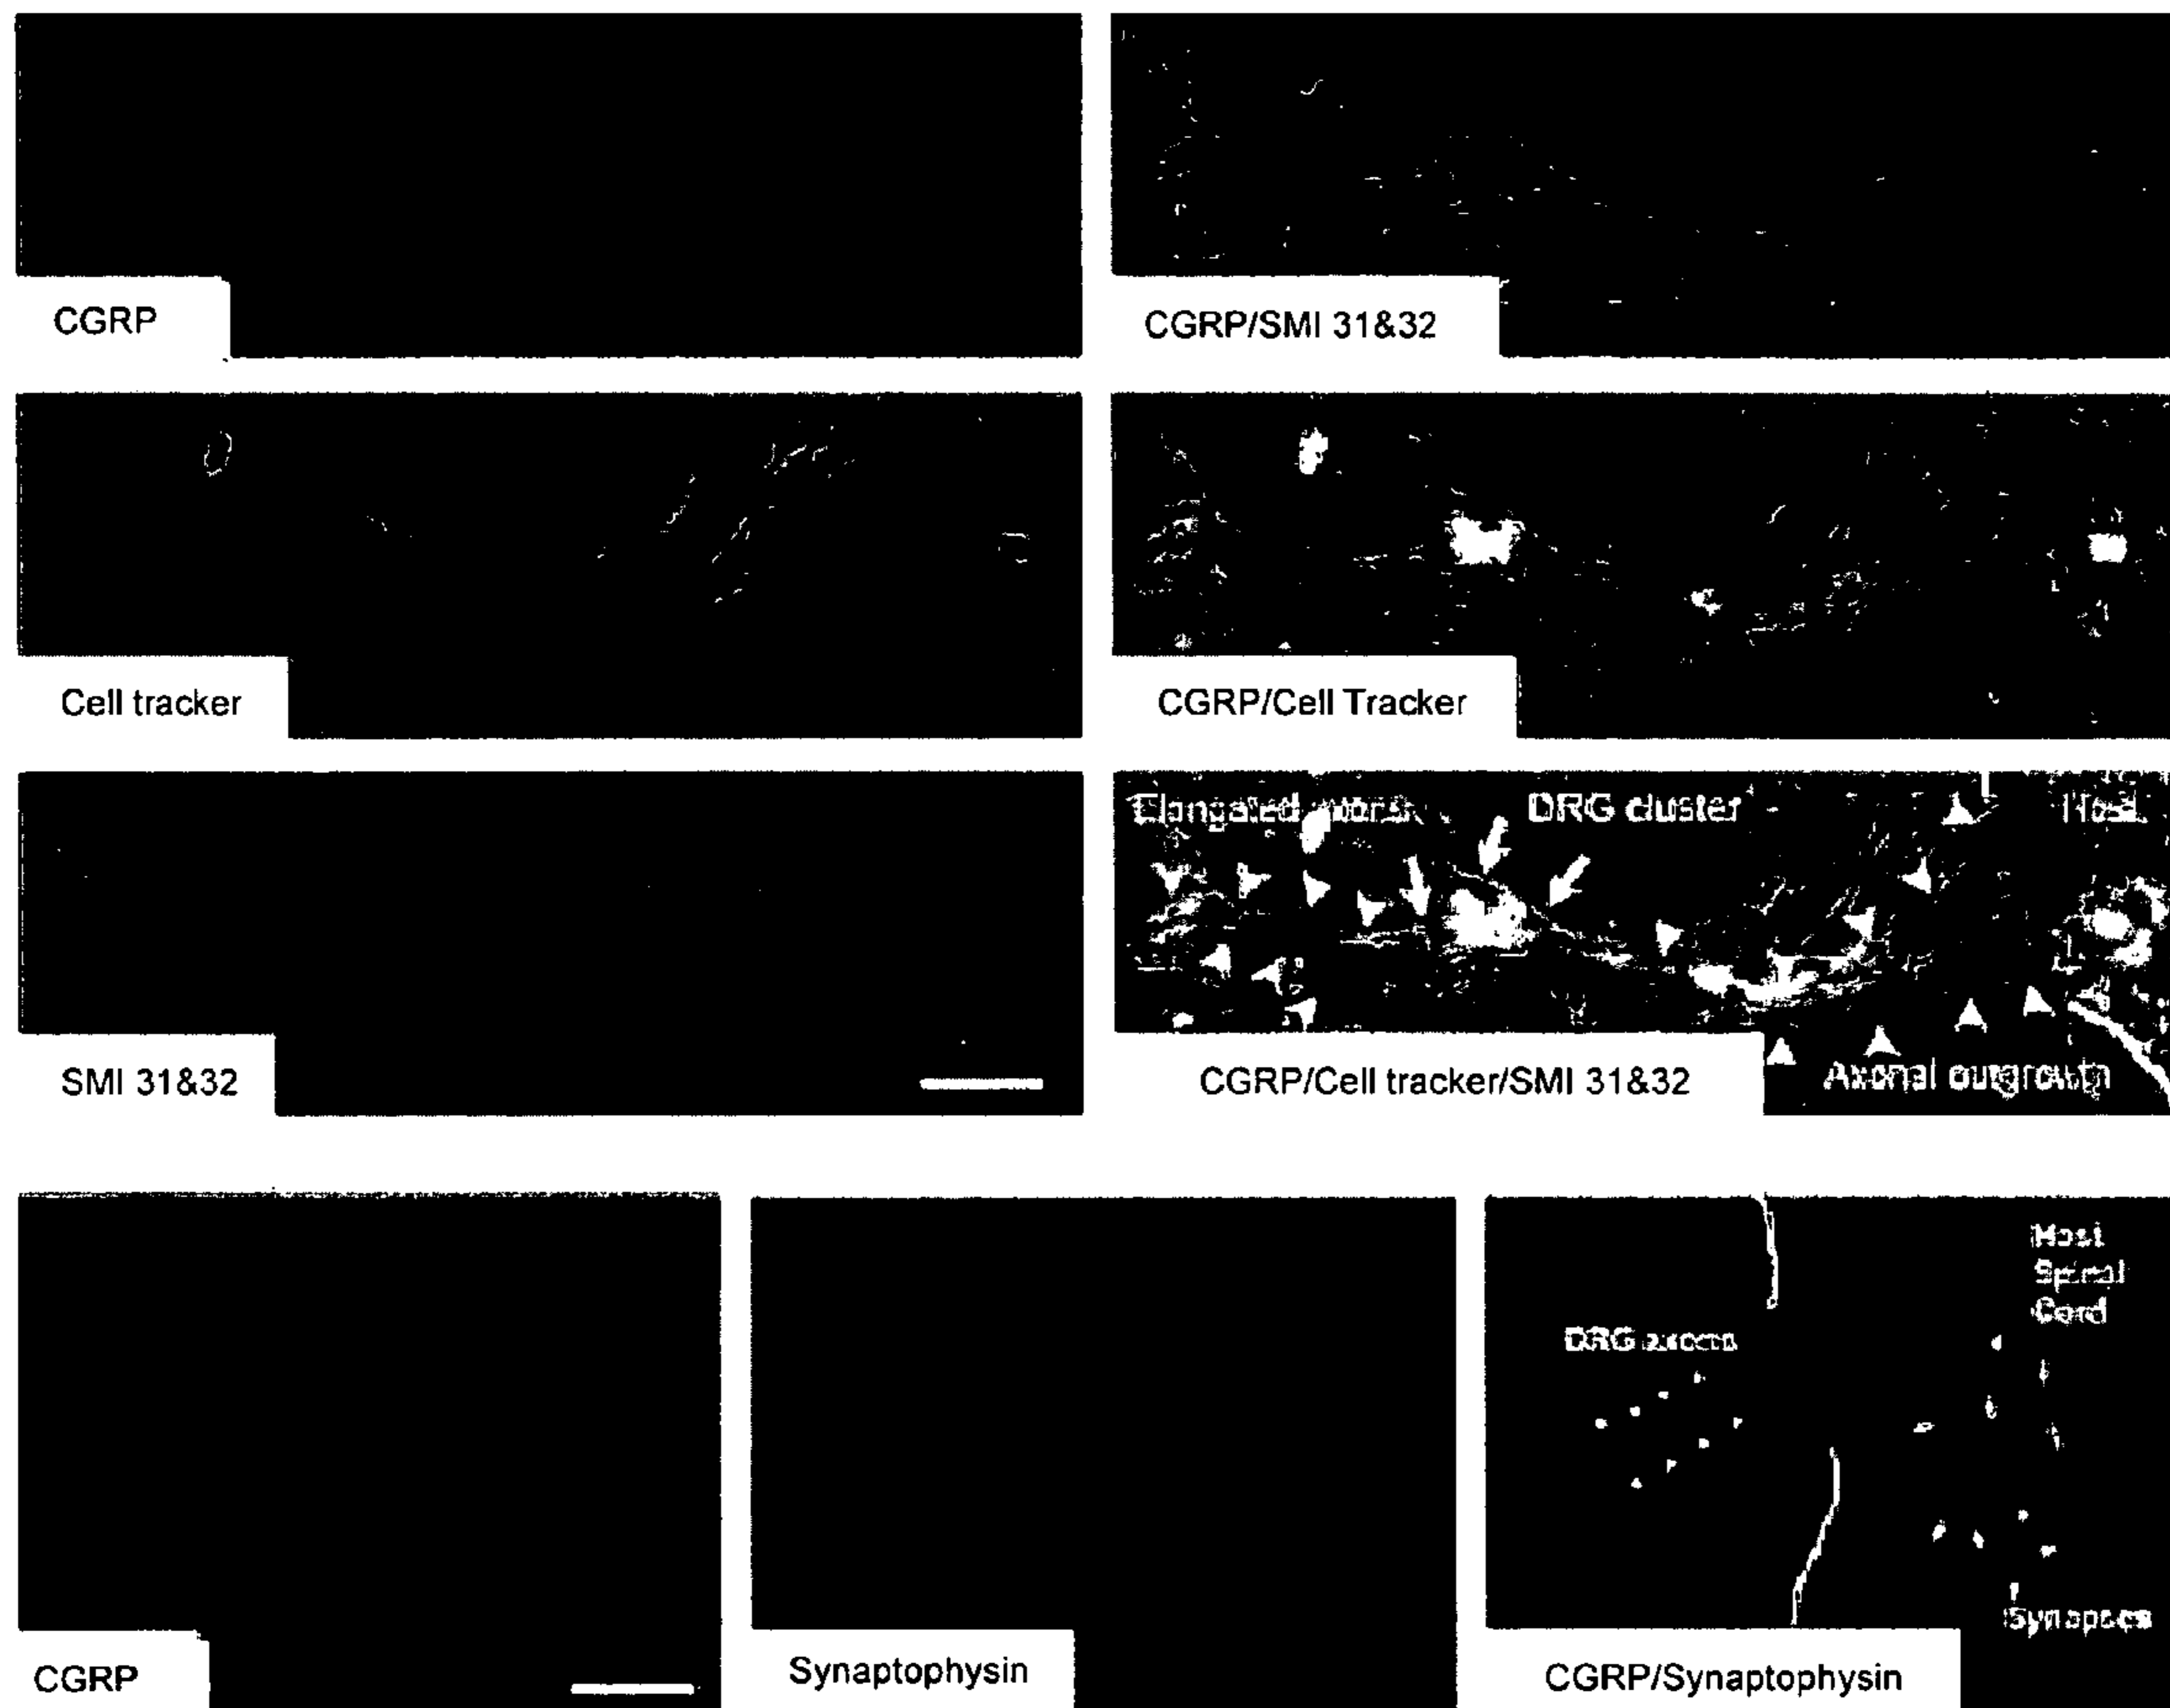 CGRP
CGRP/SMI 31&32
Cell tracker
CGRP/Cell Tracker
SMI 31&32
Elongated DRG cluster Host
CGRP/Cell tracker/SMI 31&32
Axonal outgrowth
CGRP
Synaptophysin
Host
Spinal
Cord
DRG axons
Synapses
CGRP/Synaptophysin